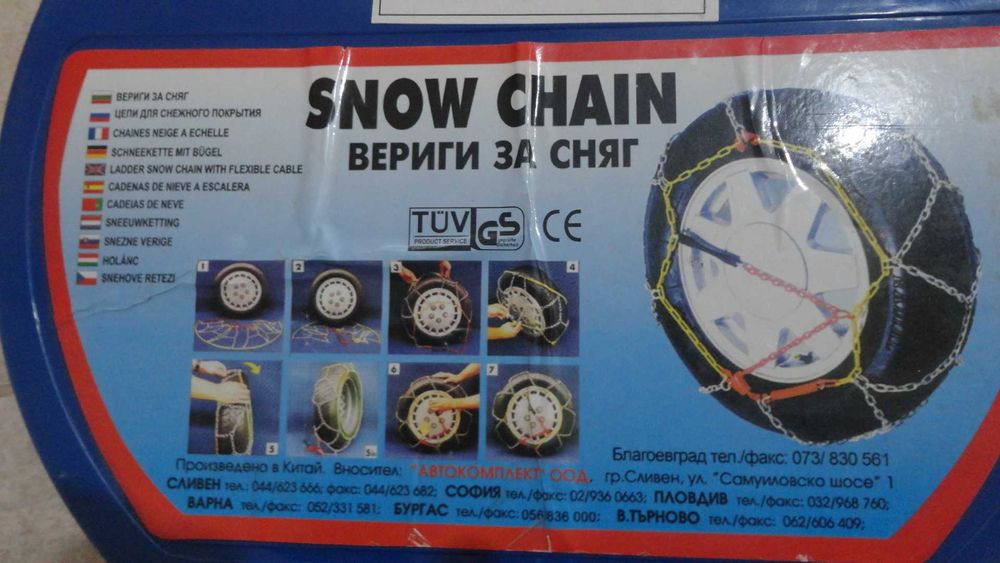 SNOW CHAIN
ВЕРИГИ ЗА СНЯГ
ВЕРИГИ ЗА СНЯГ
ЦЕПИ ДЛЯ СНЕЖНОГО ПОКРЫТИЯ
CHAINES NEIGE A ECHELLE
SCHNEEKETTE MIT BÜGEL
LADDER SNOW CHAIN WITH FLEXIBLE CABLE
CADENAS DE NIEVE A ESCALERA
CADEIAS DE NEVE
SNEEUWKETTING
SNEZNE VERIGE
HOLÁNC
SNEHOVE RETEZI
TÜV GS CE
PRODUCT SERVICE geprüfte Sicherheit
1 2 3 4
5 5 6 7
Благоевград тел./факс: 073/ 830 561
Произведено в Китай. Вносител: "АВТОКОМПЛЕКТ" ООД, гр.Сливен, ул. "Самуиловско шосе" 1
СЛИВЕН тел.: 044/623 666; факс: 044/623 682; СОФИЯ тел./факс: 02/936 0663; ПЛОВДИВ тел./факс: 032/968 760;
ВАРНА тел./факс: 052/331 581; БУРГАС тел./факс: 056/836 000; В.ТЪРНОВО тел./факс: 062/606 409;